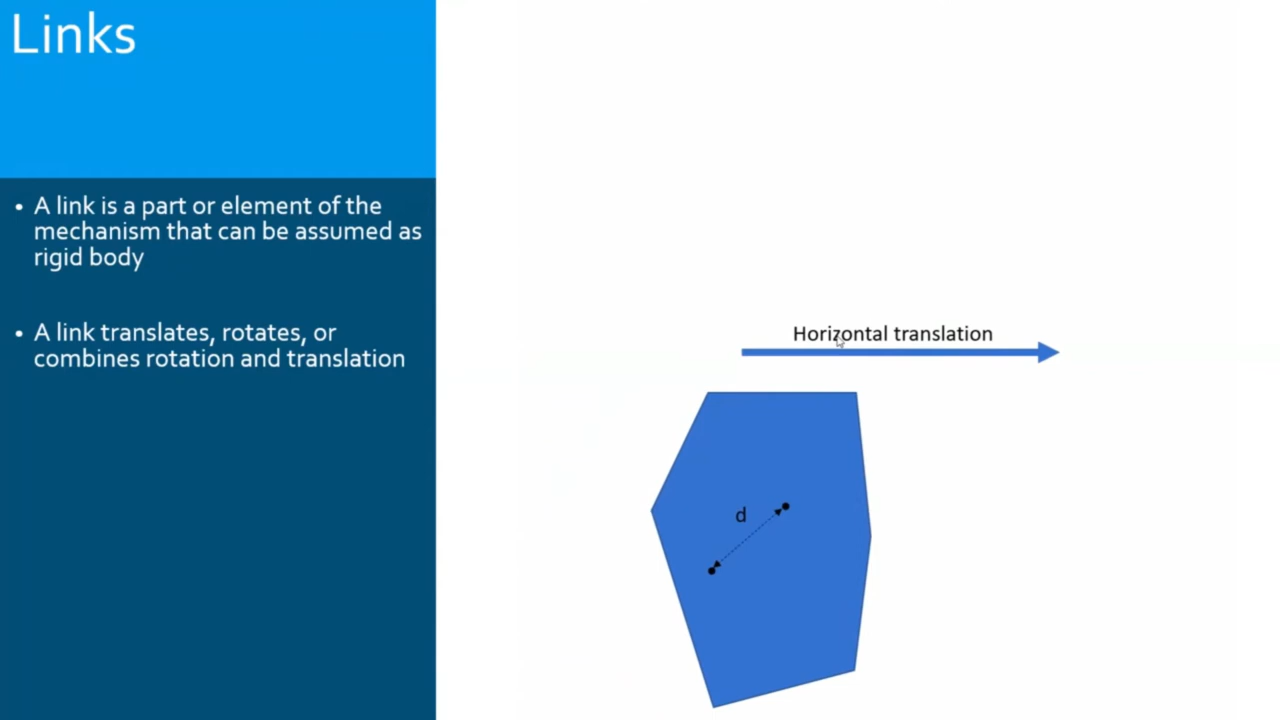 Links
• A link is a part or element of the
mechanism that can be assumed as
rigid body
• A link translates, rotates, or
combines rotation and translation
Horizontal translation
d